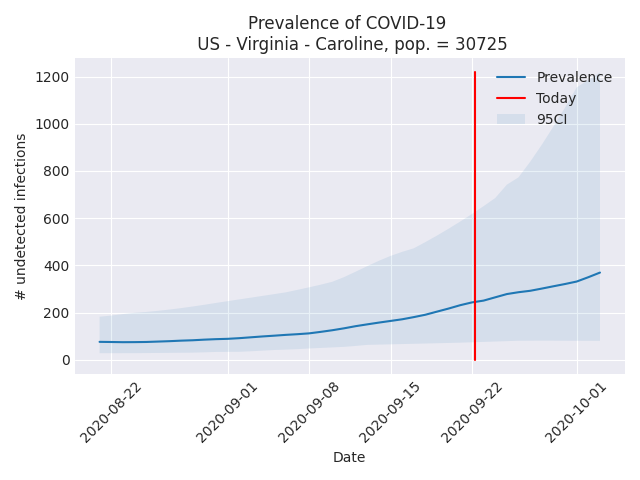 Prevalence of COVID-19
US - Virginia - Caroline, pop. = 30725
Prevalence
Today
95CI
1200
1000
800
600
400
200
0
# undetected infections
2020-08-22
2020-09-01
2020-09-08
2020-09-15
2020-09-22
2020-10-01
Date